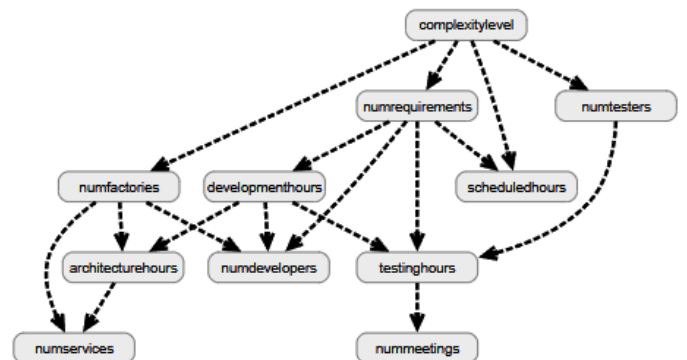 complexitylevel
numrequirements
numtesters
numfactories
developmenthours
scheduledhours
architecturehours
numdevelopers
testinghours
numservices
nummeetings